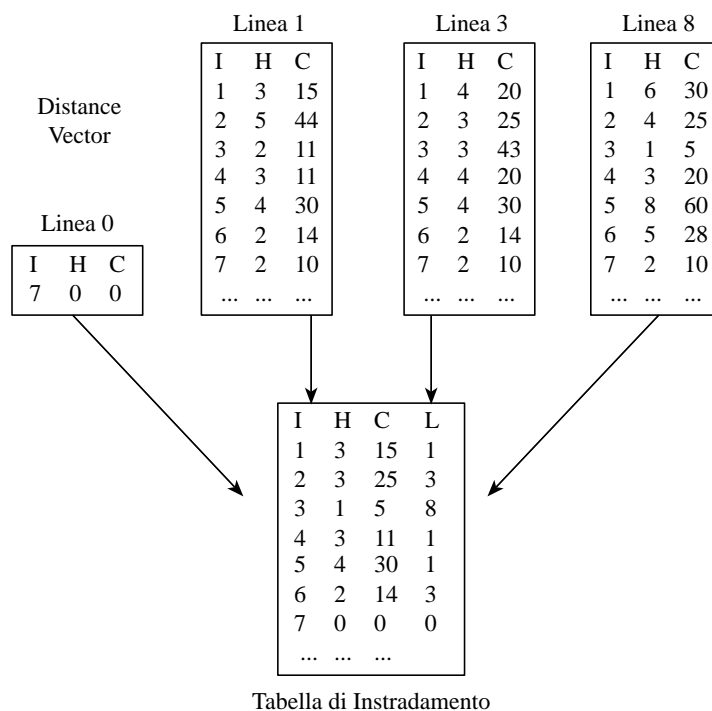 Linea 1
I H C
1 3 15
2 5 44
3 2 11
4 3 11
5 4 30
6 2 14
7 2 10
... ... ...
Linea 3
I H C
1 4 20
2 3 25
3 3 43
4 4 20
5 4 30
6 2 14
7 2 10
... ... ...
Linea 8
I H C
1 6 30
2 4 25
3 1 5
4 3 20
5 8 60
6 5 28
7 2 10
... ... ...
Distance
Vector
Linea 0
I H C
7 0 0
I H C L
1 3 15 1
2 3 25 3
3 1 5 8
4 3 11 1
5 4 30 1
6 2 14 3
7 0 0 0
... ... ...
Tabella di Instradamento